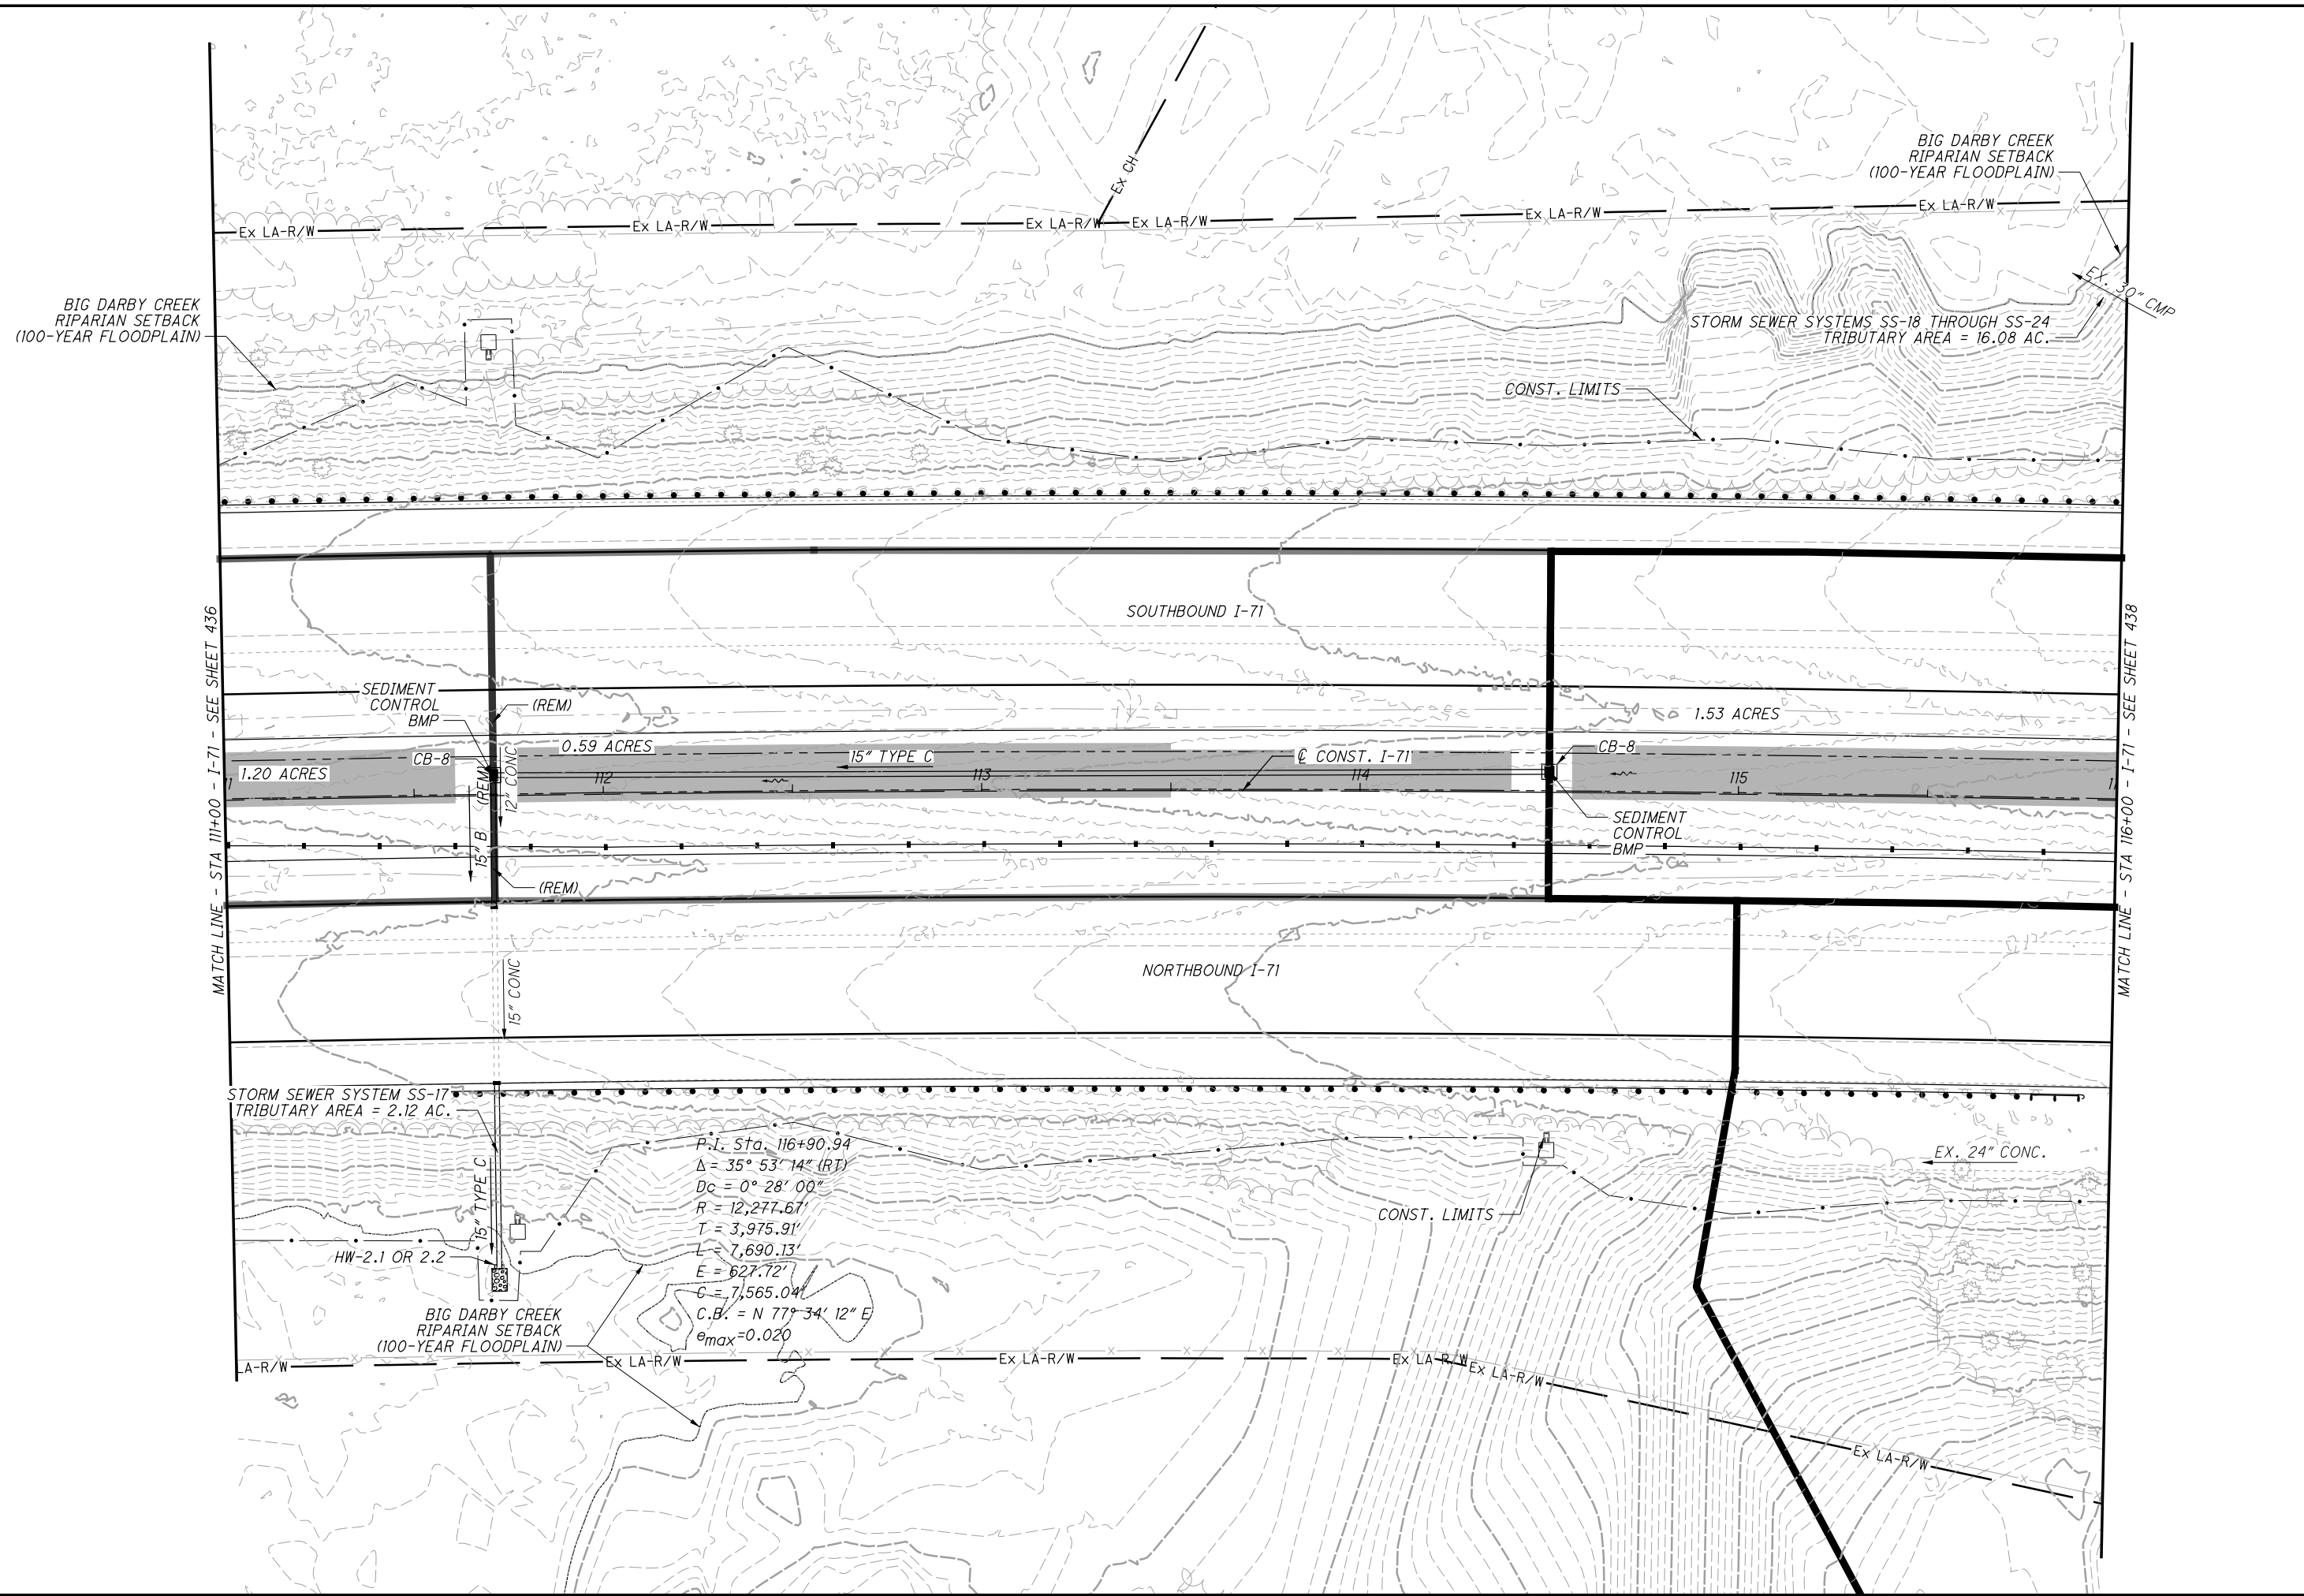 BIG DARBY CREEK
RIPARIAN SETBACK
(100-YEAR FLOODPLAIN)
Ex CH
Ex LA-R/W
Ex LA-R/W
Ex LA-R/W
Ex LA-R/W
Ex LA-R/W
Ex LA-R/W
EX. 30" CMP
BIG DARBY CREEK
RIPARIAN SETBACK
(100-YEAR FLOODPLAIN)
STORM SEWER SYSTEMS SS-18 THROUGH SS-24
TRIBUTARY AREA = 16.08 AC.
CONST. LIMITS
MATCH LINE - STA 111+00 - I-71 - SEE SHEET 436
MATCH LINE - STA 116+00 - I-71 - SEE SHEET 438
SOUTHBOUND I-71
SEDIMENT
CONTROL
BMP
(REM)
1.53 ACRES
0.59 ACRES
CB-8
15" TYPE C
℄ CONST. I-71
CB-8
1.20 ACRES
(REM)
12" CONC
112
113
114
115
11
11
SEDIMENT
CONTROL
BMP
15" B
(REM)
NORTHBOUND I-71
15" CONC
STORM SEWER SYSTEM SS-17
TRIBUTARY AREA = 2.12 AC.
15" TYPE C
P.I. Sta. 116+90.94
Δ = 35° 53' 14" (RT)
Dc = 0° 28' 00"
R = 12,277.67'
T = 3,975.91'
L = 7,690.13'
E = 627.72'
C = 7,565.04'
C.B. = N 77° 34' 12" E
emax=0.020
EX. 24" CONC.
CONST. LIMITS
HW-2.1 OR 2.2
BIG DARBY CREEK
RIPARIAN SETBACK
(100-YEAR FLOODPLAIN)
LA-R/W
Ex LA-R/W
Ex LA-R/W
Ex LA-R/W
Ex LA-R/W
Ex LA-R/W